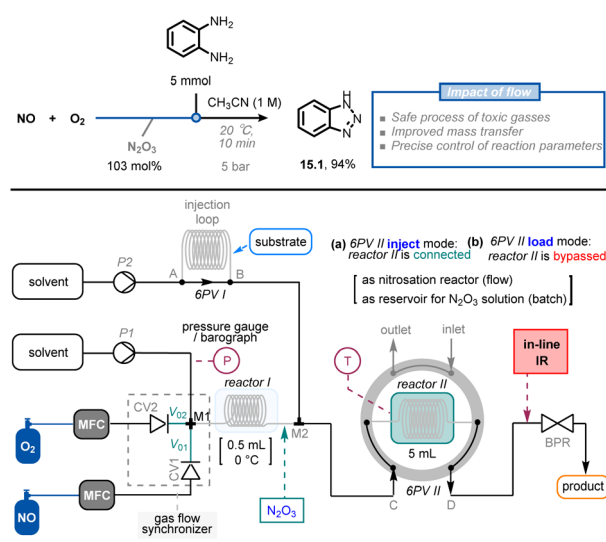 NH₂
NH₂
5 mmol
NO + O₂
CH₃CN (1 M)
N₂O₃
103 mol%
20 °C,
10 min
5 bar
H
N
N
N
15.1, 94%
Impact of flow
Safe process of toxic gasses
Improved mass transfer
Precise control of reaction parameters
injection
loop
substrate
solvent
P2
A
B
6PV I
(a) 6PV II inject mode:
reactor II is connected
(b) 6PV II load mode:
reactor II is bypassed
as nitrosation reactor (flow)
as reservoir for N₂O₃ solution (batch)
solvent
P1
pressure gauge
/ barograph
P
outlet
inlet
T
in-line
IR
reactor I
reactor II
CV2
V₀₂
M1
O₂
MFC
V₀₁
0.5 mL
0 °C
M2
5 mL
BPR
CV1
NO
MFC
N₂O₃
C
6PV II
D
product
gas flow
synchronizer